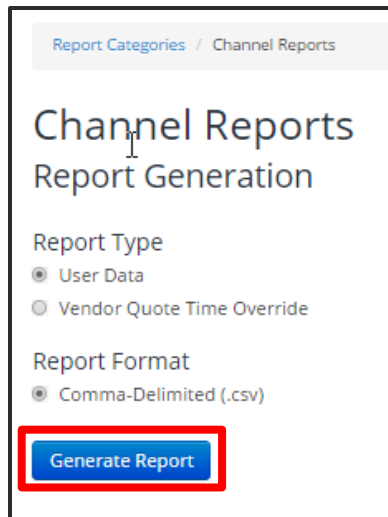 Report Categories / Channel Reports
Channel Reports
Report Generation
Report Type
User Data
Vendor Quote Time Override
Report Format
Comma-Delimited (.csv)
Generate Report